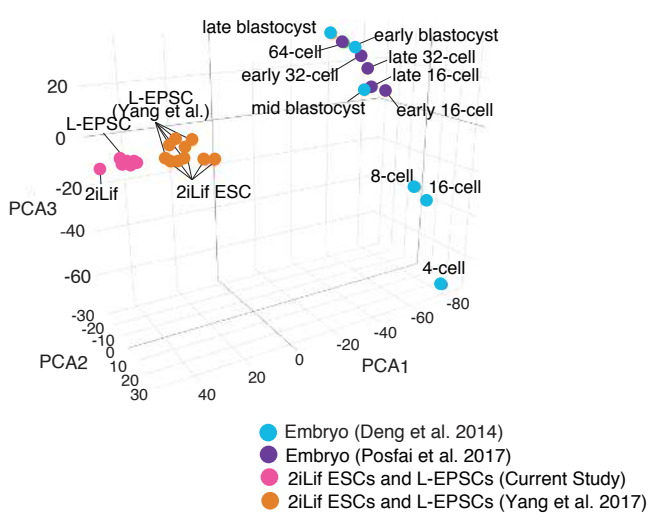 late blastocyst
early blastocyst
64-cell
late 32-cell
early 32-cell
late 16-cell
mid blastocyst
early 16-cell
20
L-EPSC
(Yang et al.)
L-EPSC
0
8-cell
16-cell
-20
2iLif
2iLif ESC
PCA3
-40
4-cell
-60
-80
-60
-30
-20
-40
-10
-20
0
0
PCA2
PCA1
10
20
20
30
40
Embryo (Deng et al. 2014)
Embryo (Posfai et al. 2017)
2iLif ESCs and L-EPSCs (Current Study)
2iLif ESCs and L-EPSCs (Yang et al. 2017)